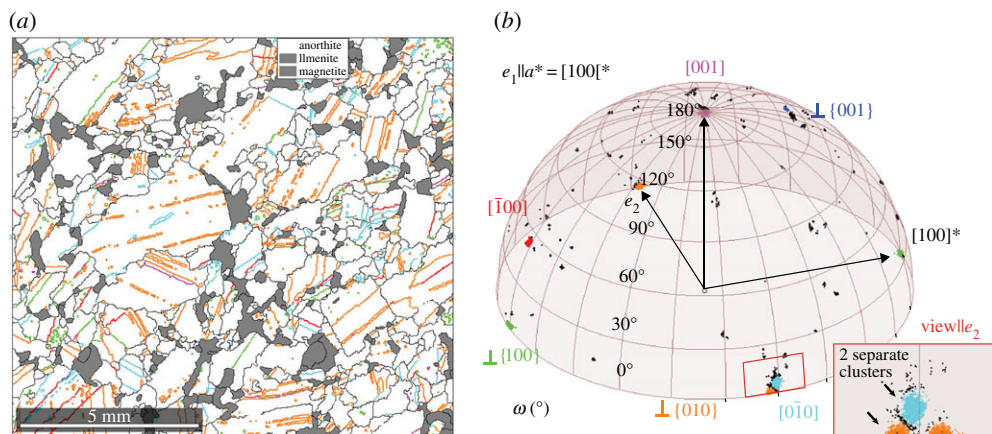 (a)
anorthite
llmenite
magnetite
5 mm
(b)
e₁||a* = [100[*
[001]
⊥{001}
180°
150°
120°
e₂
90°
[1̄00]
[100]*
60°
30°
0°
⊥{100}
ω (°)
⊥{010}
[01̄0]
view||e₂
2 separate
clusters